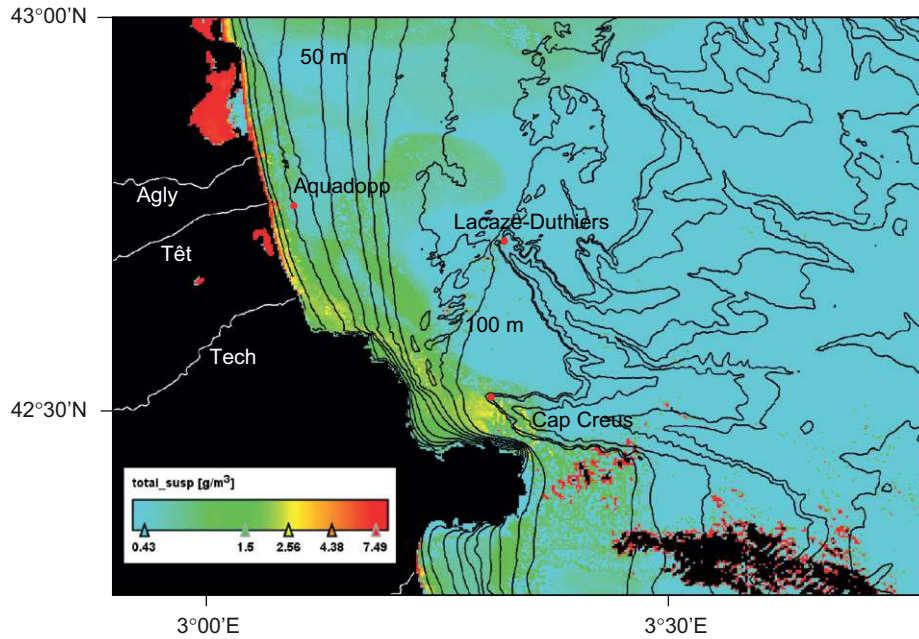 43°00'N
50 m
Aquadopp
Agly
Lacaze-Duthiers
Têt
100 m
Tech
42°30'N
Cap Creus
total_susp [g/m³]
0.43 1.6 2.56 4.38 7.49
3°00'E 3°30'E